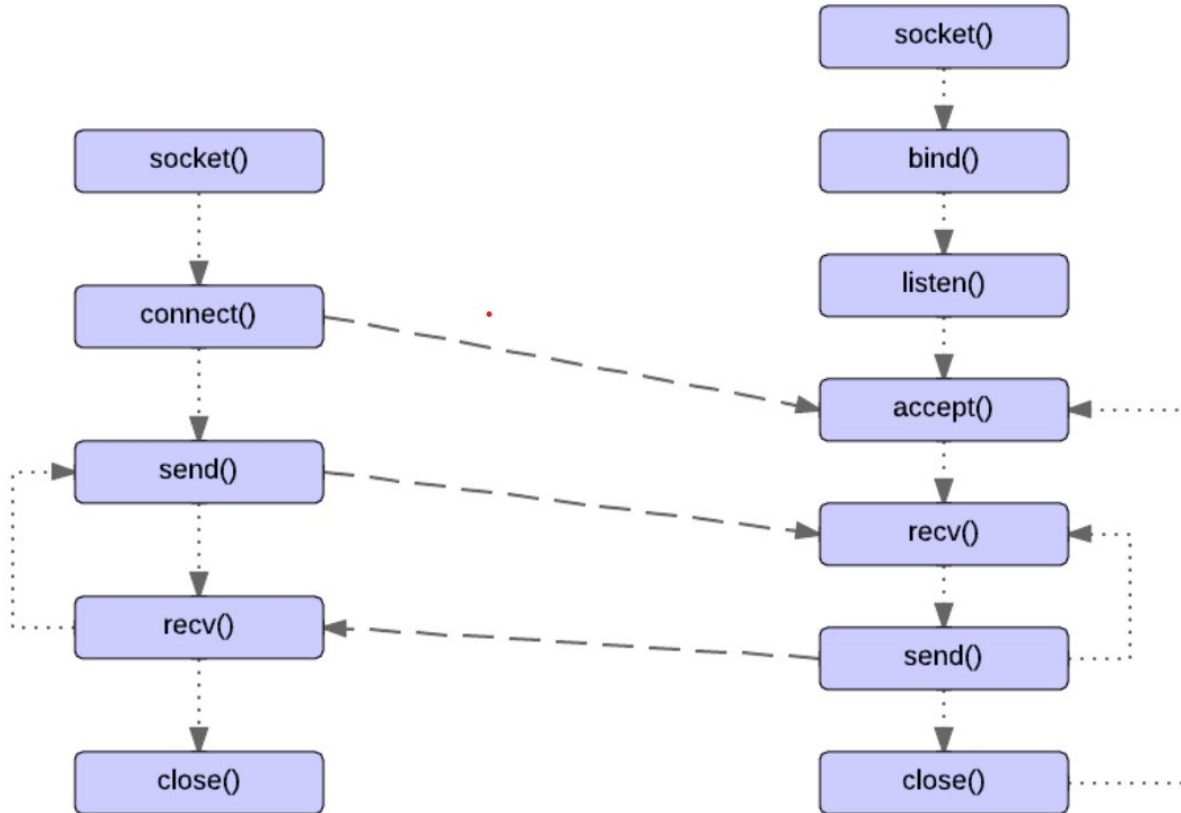 socket()
connect()
send()
recv()
close()
socket()
bind()
listen()
accept()
recv()
send()
close()